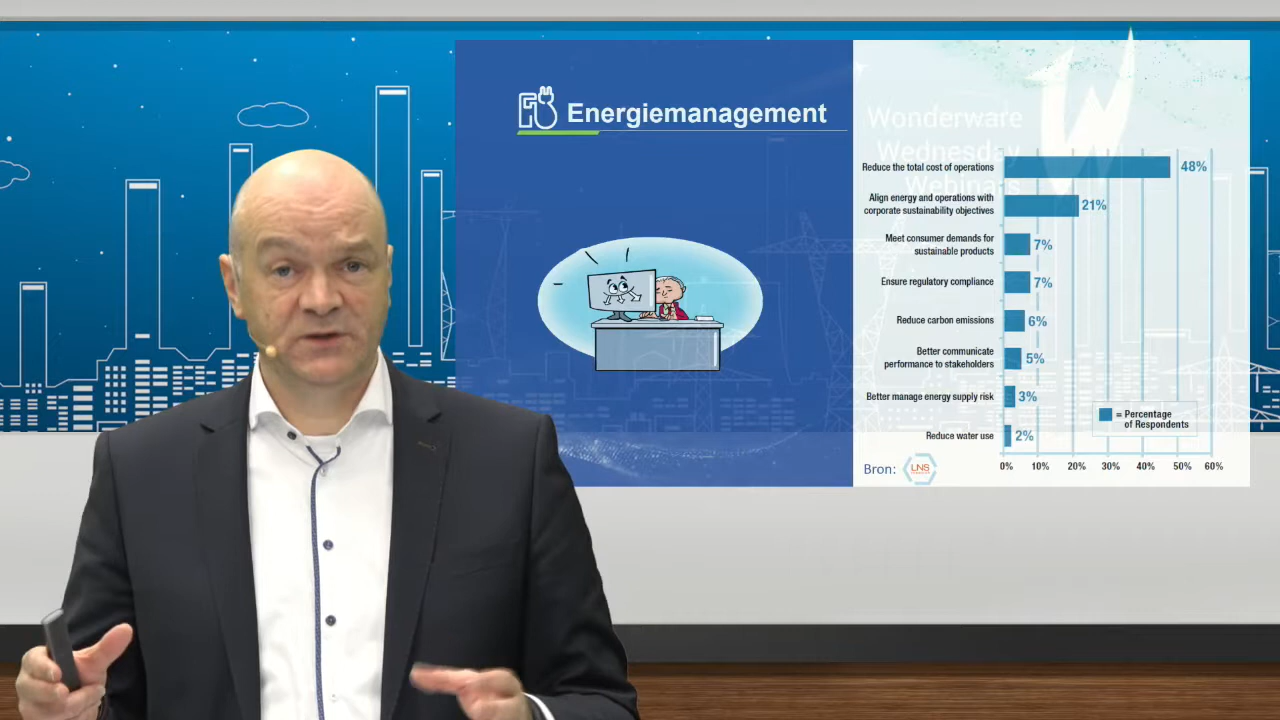 Energiemanagement
Wonderware
Wednesday
Webinars
Reduce the total cost of operations
48%
Align energy and operations with
corporate sustainability objectives
21%
Meet consumer demands for
sustainable products
7%
Ensure regulatory compliance
7%
Reduce carbon emissions
6%
Better communicate
performance to stakeholders
5%
Better manage energy supply risk
3%
Reduce water use
2%
= Percentage
of Respondents
0% 10% 20% 30% 40% 50% 60%
Bron:
LNS